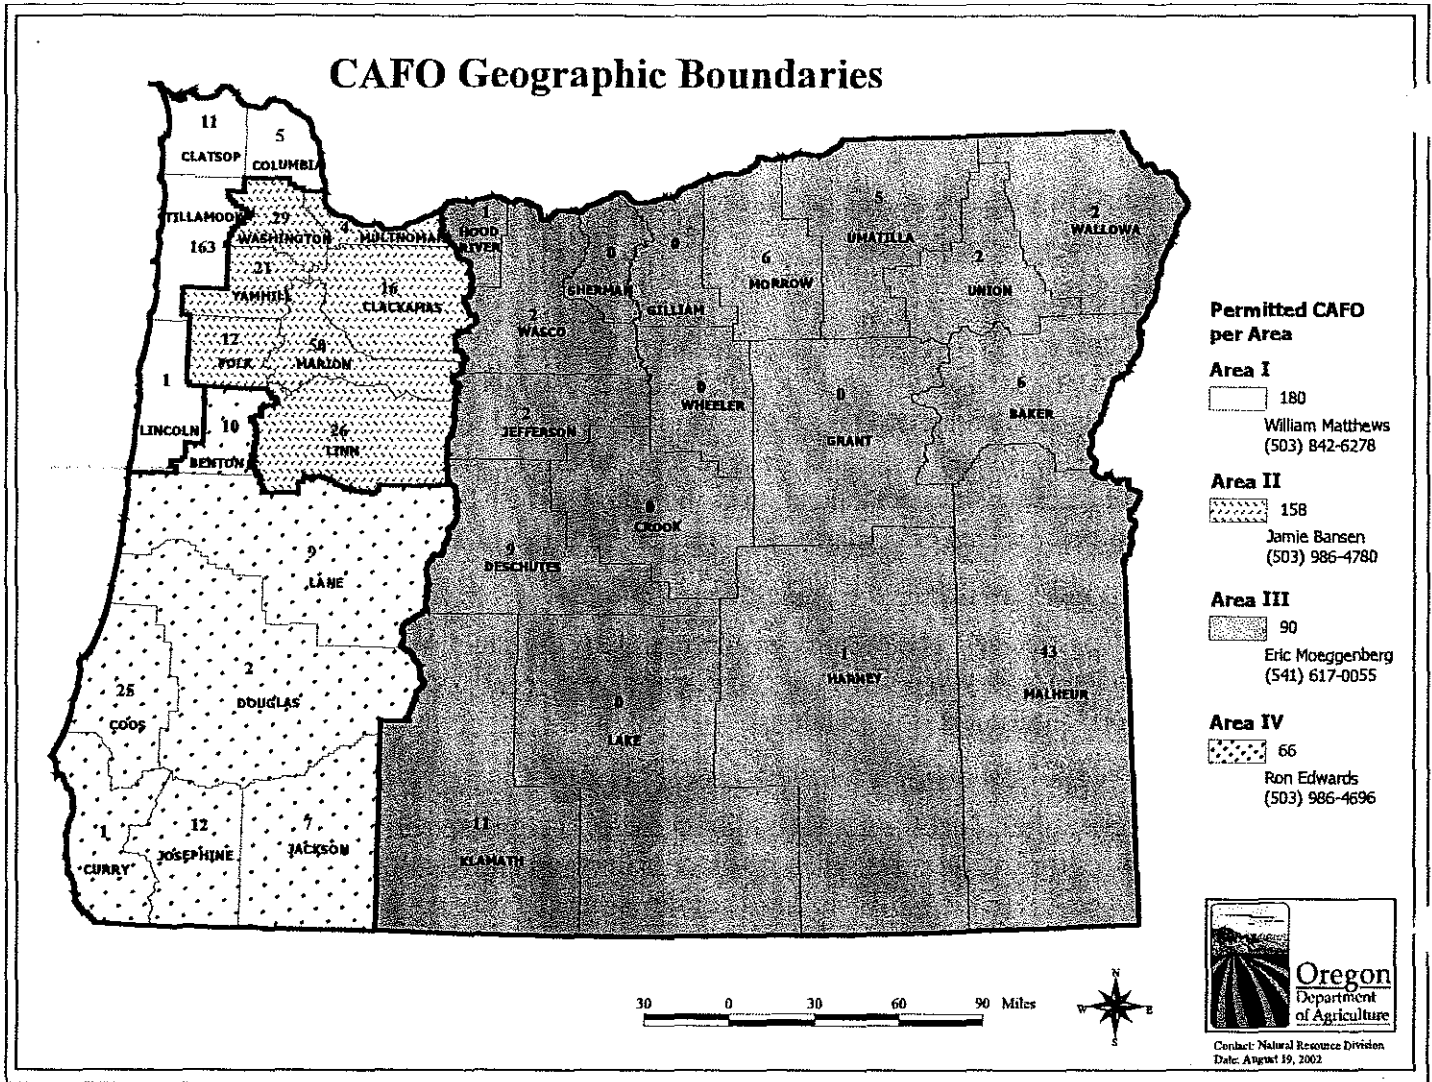 CAFO Geographic Boundaries
11
CLATSOP
5
COLUMBIA
TILLAMOOK
163
29
WASHINGTON
4
MULTNOMAH
1
HOOD
RIVER
21
YAMHILL
16
CLACKAMAS
12
POLK
58
MARION
1
LINCOLN
10
BENTON
26
LINN
0
SHERMAN
0
GILLIAM
2
WASCO
6
MORROW
5
UMATILLA
2
UNION
2
WALLOWA
2
JEFFERSON
0
WHEELER
0
GRANT
6
BAKER
CROOK
9
DESCHUTES
9
LANE
25
COOS
2
DOUGLAS
1
CURRY
12
JOSEPHINE
7
JACKSON
11
KLAMATH
0
LAKE
1
HARNEY
43
MALHEUR
Permitted CAFO
per Area
Area I
180
William Matthews
(503) 842-6278
Area II
158
Jamie Bansen
(503) 986-4780
Area III
90
Eric Moeggenberg
(541) 617-0055
Area IV
66
Ron Edwards
(503) 986-4696
30 0 30 60 90 Miles
N
W E
S
Oregon
Department
of Agriculture
Contact: Natural Resource Division
Date: August 19, 2002